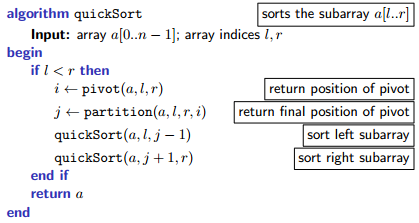 algorithm quickSort sorts the subarray a[l..r]
Input: array a[0..n − 1]; array indices l, r
begin
if l < r then
i ← pivot(a, l, r) return position of pivot
j ← partition(a, l, r, i) return final position of pivot
quickSort(a, l, j − 1) sort left subarray
quickSort(a, j + 1, r) sort right subarray
end if
return a
end